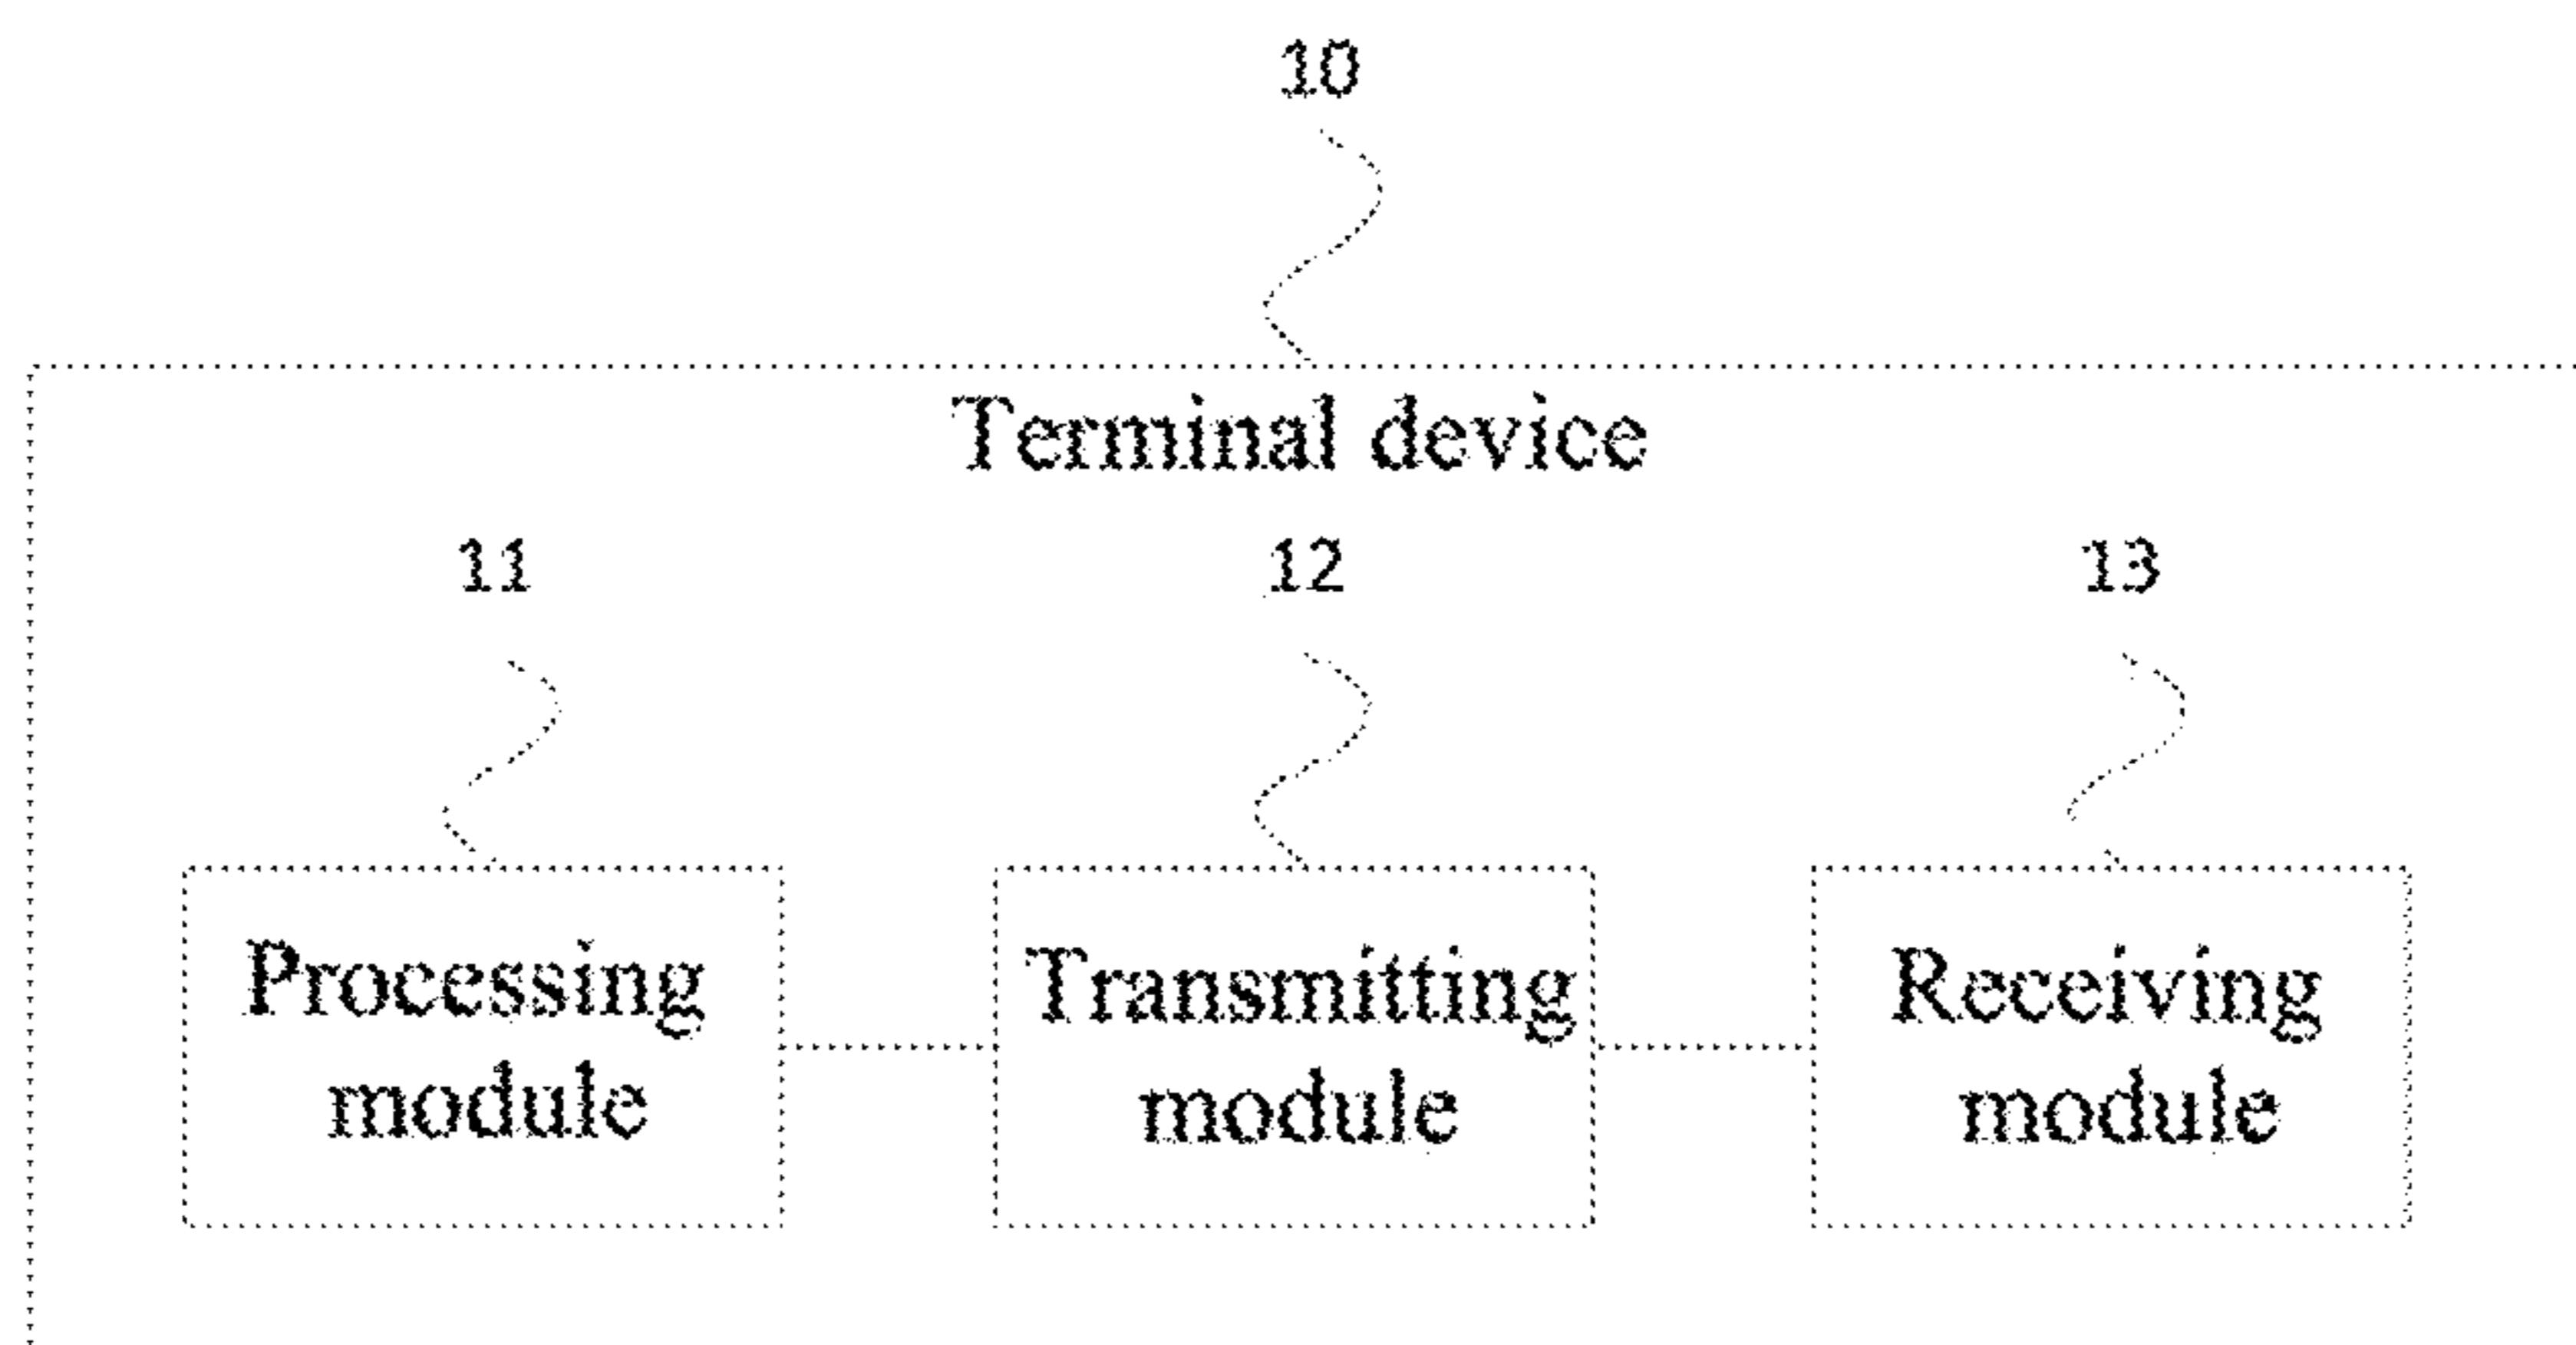 10
Terminal device
11
12
13
Processing
module
Transmitting
module
Receiving
module